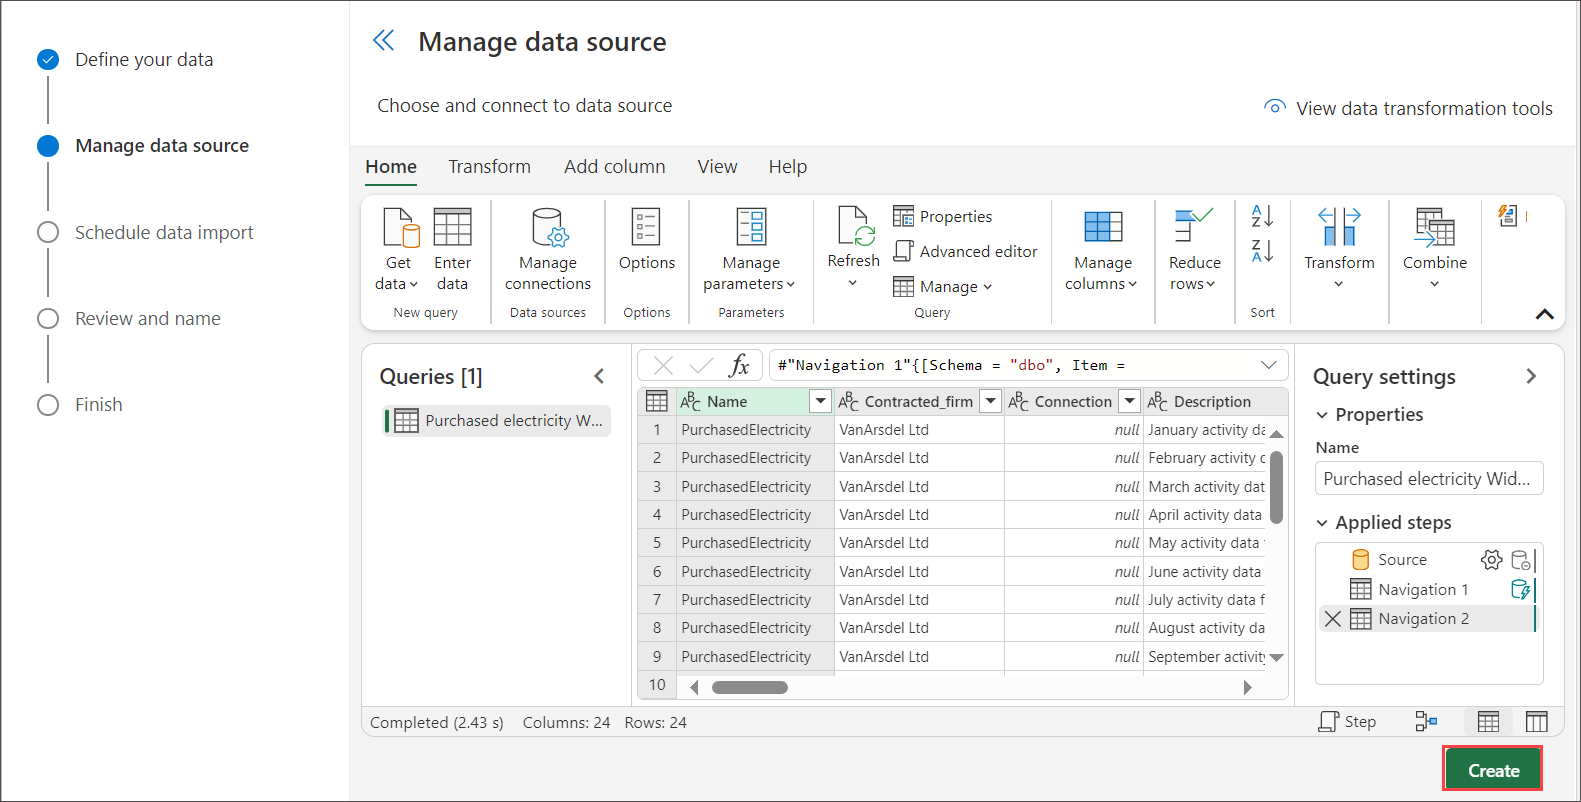 Define your data
Manage data source
Schedule data import
Review and name
Finish
Manage data source
Choose and connect to data source
View data transformation tools
Home Transform Add column View Help
Get data
Enter data
New query
Manage connections
Data sources
Options
Options
Manage parameters
Parameters
Refresh
Properties
Advanced editor
Manage
Query
Manage columns
Reduce rows
A Z
Z A
Sort
Transform
Combine
Queries [1]
Purchased electricity W...
fx
#"Navigation 1"{[Schema = "dbo", Item =
ABC Name ABC Contracted_firm ABC Connection ABC Description
1 PurchasedElectricity VanArsdel Ltd null January activity da
2 PurchasedElectricity VanArsdel Ltd null February activity
3 PurchasedElectricity VanArsdel Ltd null March activity dat
4 PurchasedElectricity VanArsdel Ltd null April activity data
5 PurchasedElectricity VanArsdel Ltd null May activity data
6 PurchasedElectricity VanArsdel Ltd null June activity data
7 PurchasedElectricity VanArsdel Ltd null July activity data f
8 PurchasedElectricity VanArsdel Ltd null August activity da
9 PurchasedElectricity VanArsdel Ltd null September activity
10
Query settings
Properties
Name
Purchased electricity Wid...
Applied steps
Source
Navigation 1
Navigation 2
Completed (2.43 s) Columns: 24 Rows: 24
Step
Create